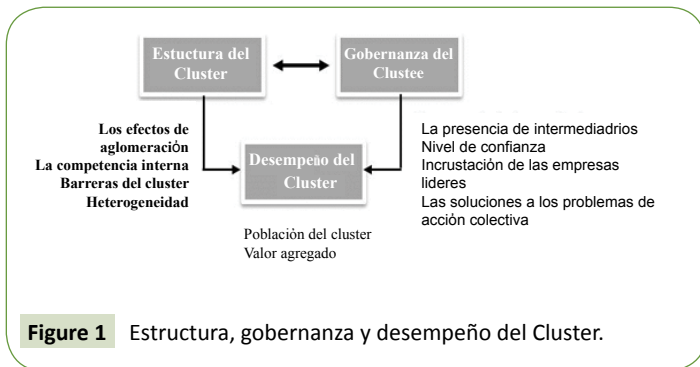 Estuctura del
Cluster
Gobernanza del
Clustee
Los efectos de
aglomeración
La competencia interna
Barreras del cluster
Heterogeneidad
Desempeño del
Cluster
La presencia de intermediadrios
Nivel de confianza
Incrustación de las empresas
lideres
Las soluciones a los problemas de
acción colectiva
Población del cluster
Valor agregado
Figure 1 Estructura, gobernanza y desempeño del Cluster.